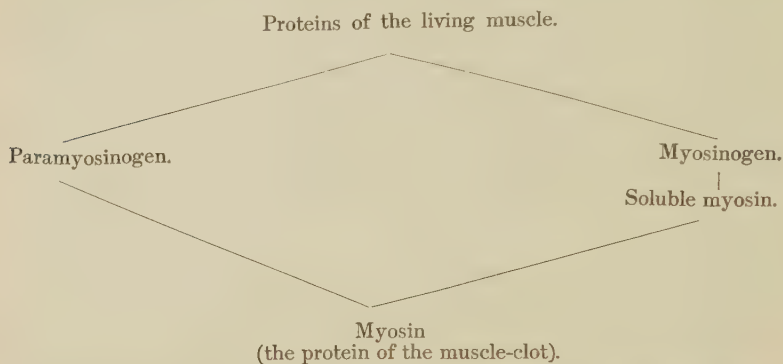 Proteins of the living muscle.
Paramyosinogen.
Myosinogen.
Soluble myosin.
Myosin
(the protein of the muscle-clot).